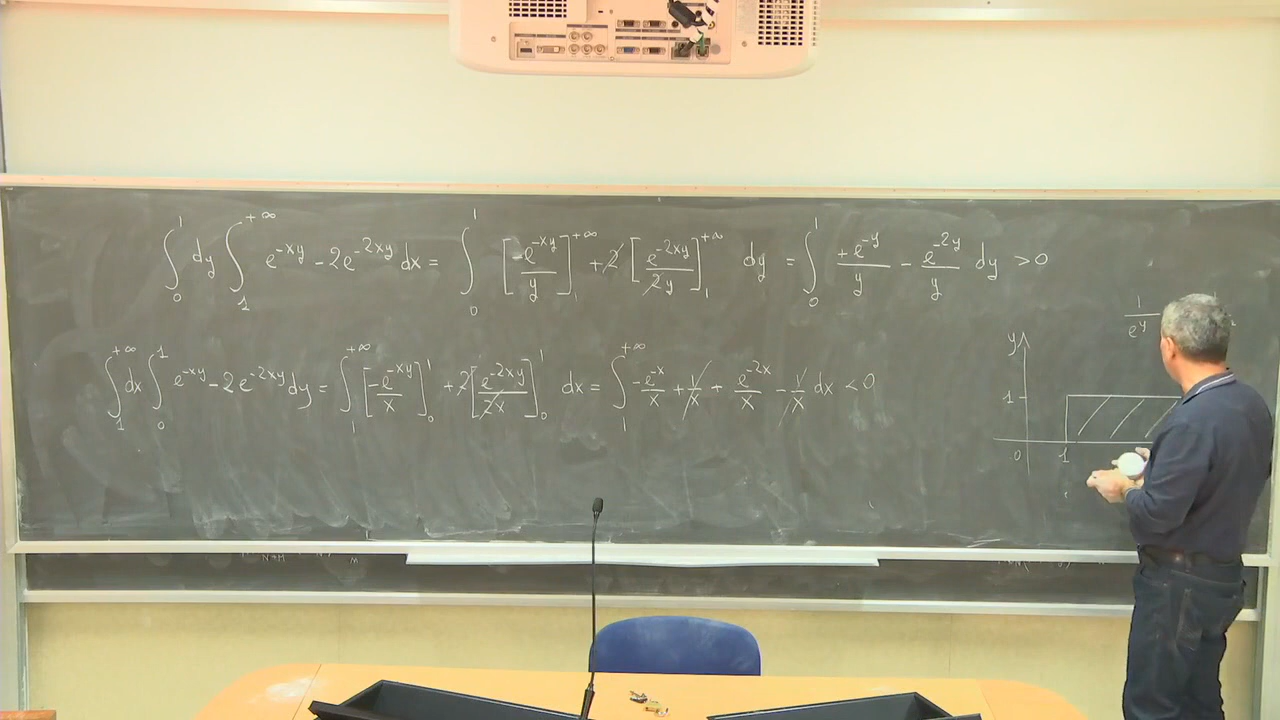 ∫₀¹ dy ∫₁^{+∞} e^{-xy} - 2e^{-2xy} dx = ∫₀¹ [-e^{-xy}/y]₁^{+∞} + 2 [e^{-2xy}/2y]₁^{+∞} dy = ∫₀¹ +e^{-y}/y - e^{-2y}/y dy > 0
∫₁^{+∞} dx ∫₀¹ e^{-xy} - 2e^{-2xy} dy = ∫₁^{+∞} [-e^{-xy}/x]₀¹ + 2 [e^{-2xy}/2x]₀¹ dx = ∫₁^{+∞} -e^{-x}/x + 1/x + e^{-2x}/x - 1/x dx < 0
1/e^y
y
1
0 1